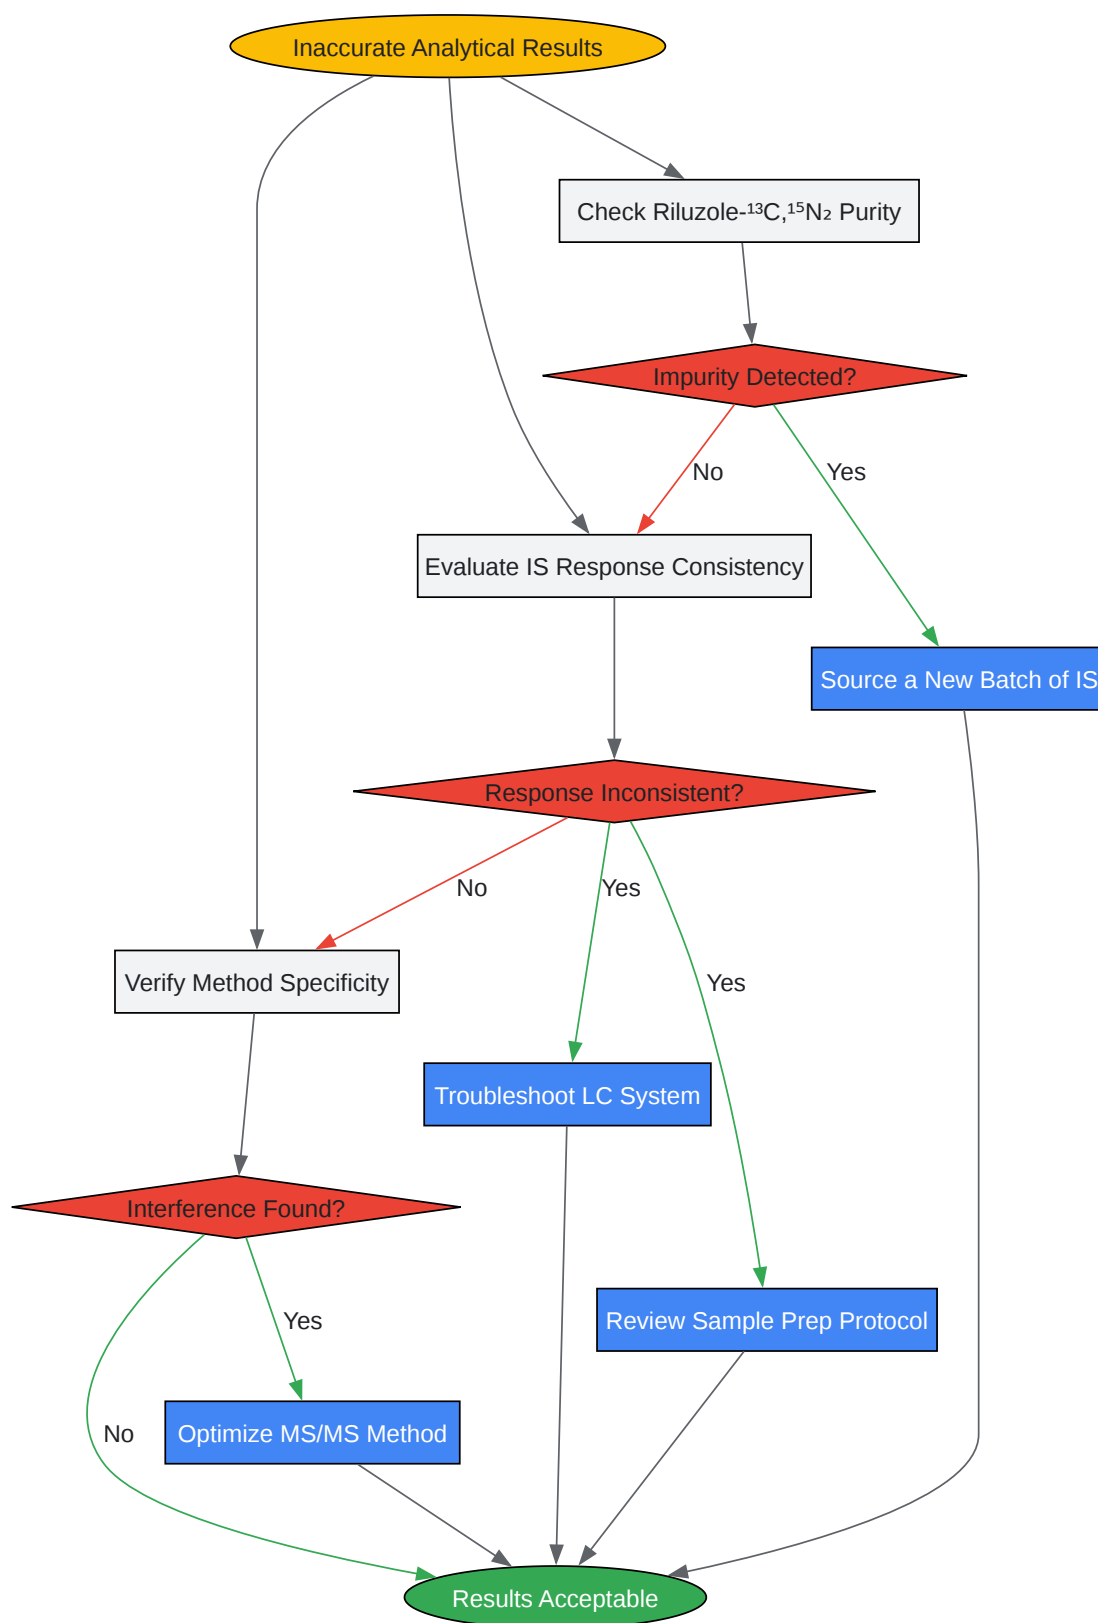 Inaccurate Analytical Results
Check Riluzole-¹³C,¹⁵N₂ Purity
Impurity Detected?
No
Yes
Evaluate IS Response Consistency
Source a New Batch of IS
Response Inconsistent?
No
Yes
Yes
Verify Method Specificity
Troubleshoot LC System
Interference Found?
Yes
Review Sample Prep Protocol
No
Optimize MS/MS Method
Results Acceptable